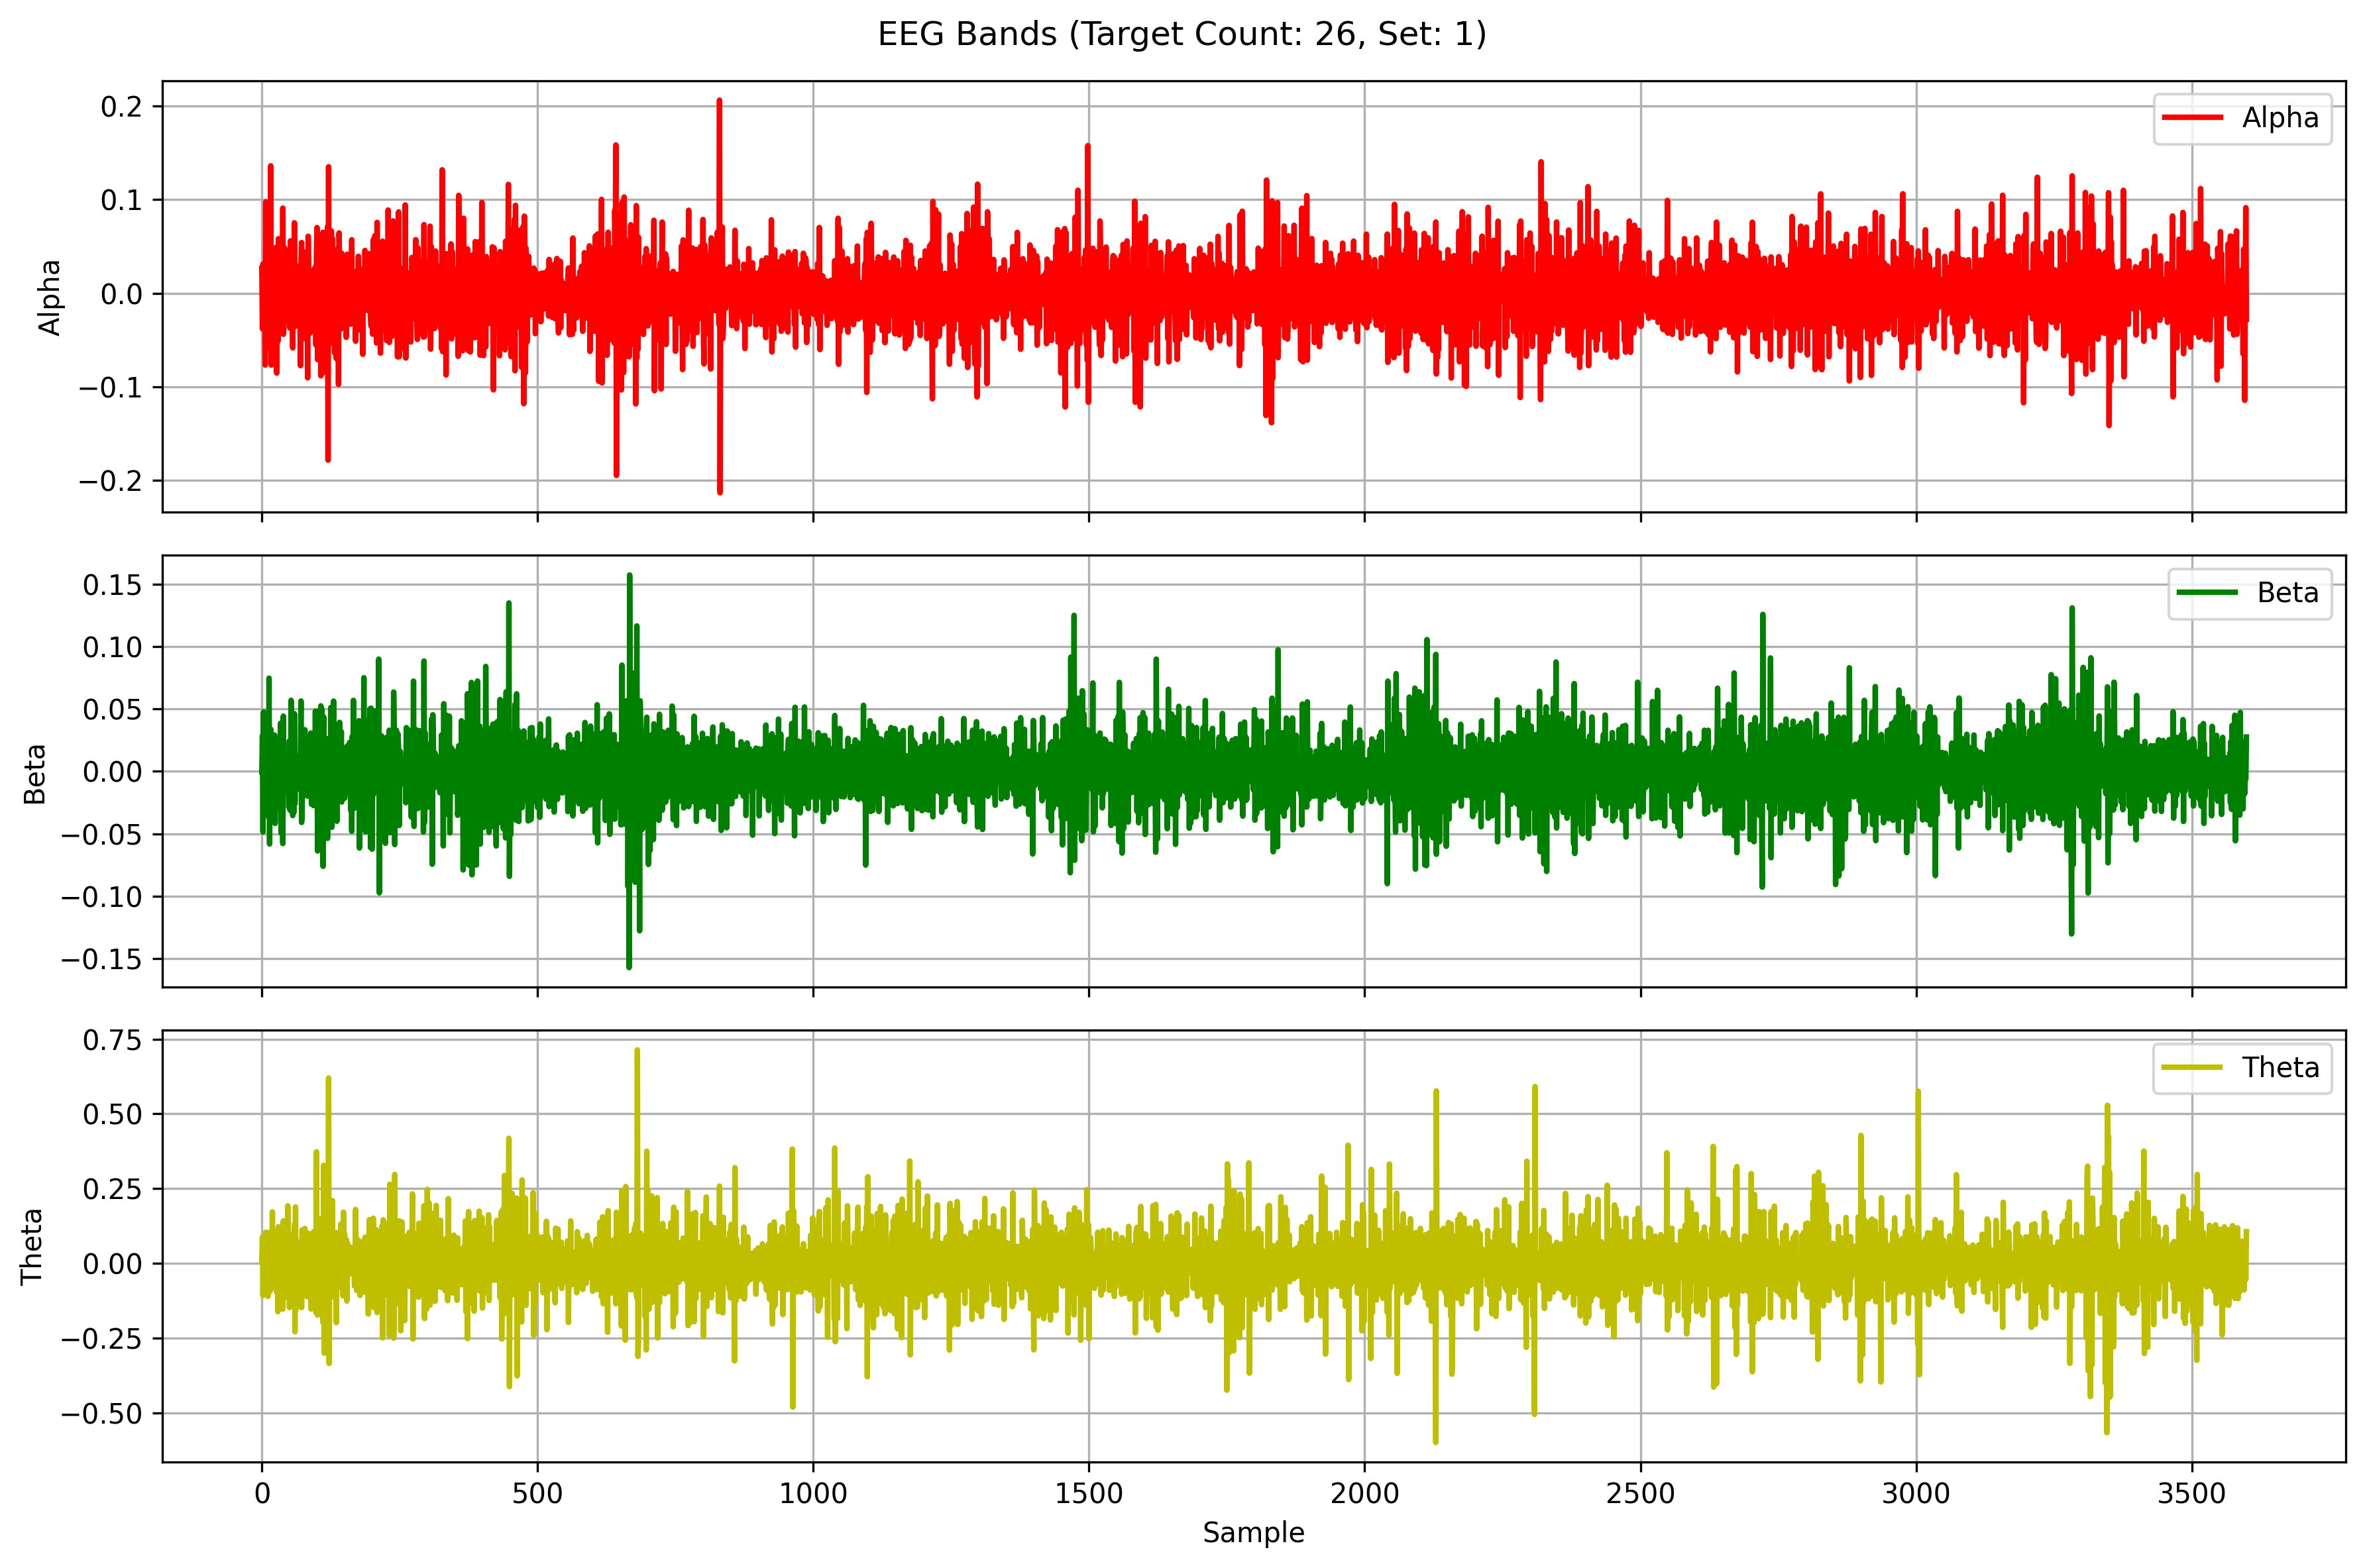 EEG Bands (Target Count: 26, Set: 1)
0.2
0.1
0.0
−0.1
−0.2
Alpha
Alpha
0.15
0.10
0.05
0.00
−0.05
−0.10
−0.15
Beta
Beta
0.75
0.50
0.25
0.00
−0.25
−0.50
Theta
Theta
0 500 1000 1500 2000 2500 3000 3500
Sample